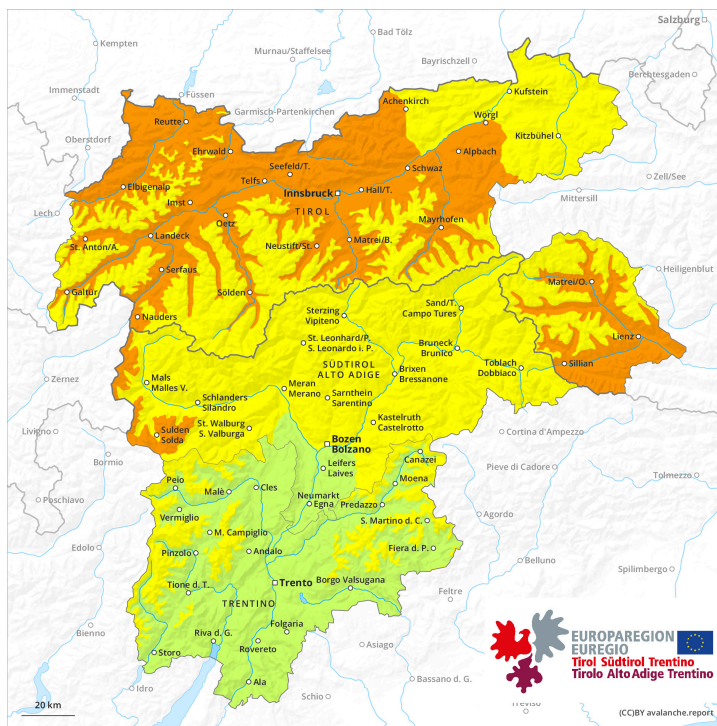 Salzburg
Kempten
Bad Tölz
Murnau/Staffelsee
Bayrischzell
Berchtesgaden
Immenstadt
Füssen
Achenkirch
Kufstein
Reutte
Garmisch-Partenkirchen
Wörgl
Oberstdorf
Ehrwald
Kitzbühel
Seefeld/T.
Alpbach
Schwaz
Telfs
Zell/See
Elbigenalp
Innsbruck
Hall/T.
Mittersill
Imst
TIROL
Lech
Oetz
Mayrhofen
St. Anton/A.
Landeck
Neustift/St.
Matrei/B.
Heiligenblut
Serfaus
Matrei/O.
Galtür
Sölden
Sand/T.
Campo Tures
Nauders
Sterzing
Vipiteno
Lienz
St. Leonhard/P.
S. Leonardo i. P.
Bruneck
Brunico
Toblach
Dobbiaco
Sillian
SÜDTIROL
ALTO ADIGE
Brixen
Bressanone
Zernez
Mals
Malles V.
Meran
Merano
Schlanders
Silandro
Sarnthein
Sarentino
Kastelruth
Castelrotto
Livigno
Sulden
Solda
St. Walburg
S. Valburga
Cortina d'Ampezzo
Bozen
Bolzano
Bormio
Canazei
Leifers
Laives
Pieve di Cadore
Tolmezzo
Peio
Moena
Poschiavo
Malè
Cles
Neumarkt
Egna
Predazzo
Agordo
Vermiglio
S. Martino d. C.
M. Campiglio
Edolo
Pinzolo
Andalo
Fiera d. P.
Belluno
Spilimbergo
Tione d. T.
Trento
Borgo Valsugana
Feltre
TRENTINO
Folgaria
Bienno
Riva d. G.
Storo
Rovereto
Asiago
Idro
Ala
Schio
Bassano d. G.
Treviso
EUROPAREGION
EUREGIO
Tirol Südtirol Trentino
Tirolo Alto Adige Trentino
20 km
(CC)BY avalanche.report